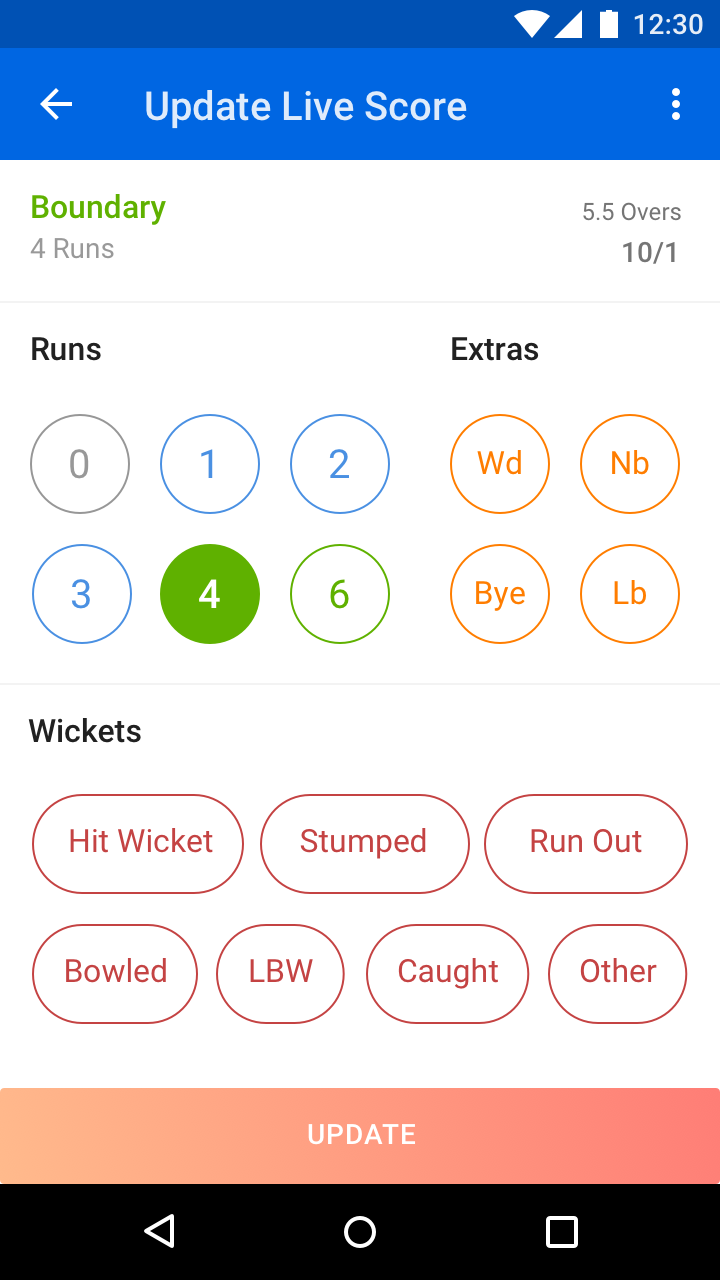 12:30
Update Live Score
Boundary
5.5 Overs
4 Runs
10/1
Runs
Extras
0 1 2 Wd Nb
3 4 6 Bye Lb
Wickets
Hit Wicket Stumped Run Out
Bowled LBW Caught Other
UPDATE